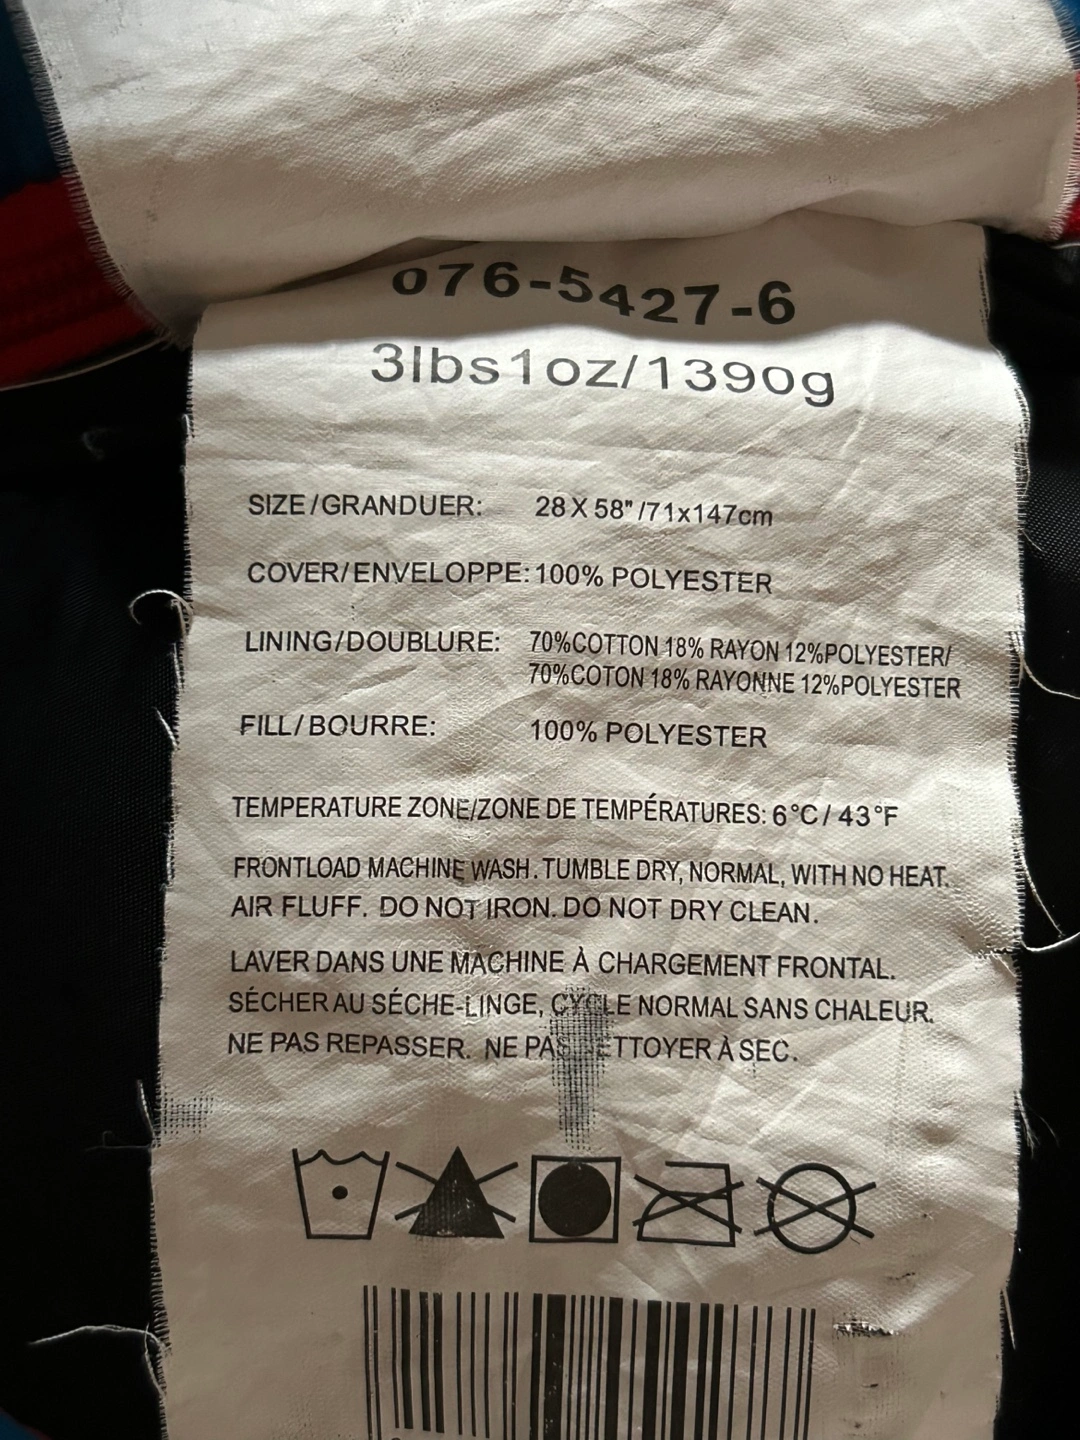 076-5427-6
3lbs1oz/1390g
SIZE/GRANDUER: 28 X 58"/71x147cm
COVER/ENVELOPPE: 100% POLYESTER
LINING/DOUBLURE: 70%COTTON 18% RAYON 12%POLYESTER/
70%COTON 18% RAYONNE 12%POLYESTER
FILL/BOURRE: 100% POLYESTER
TEMPERATURE ZONE/ZONE DE TEMPÉRATURES: 6°C/ 43°F
FRONTLOAD MACHINE WASH. TUMBLE DRY, NORMAL, WITH NO HEAT.
AIR FLUFF. DO NOT IRON. DO NOT DRY CLEAN.
LAVER DANS UNE MACHINE À CHARGEMENT FRONTAL.
SÉCHER AU SÉCHE-LINGE, CYCLE NORMAL SANS CHALEUR.
NE PAS REPASSER. NE PAS NETTOYER À SEC.